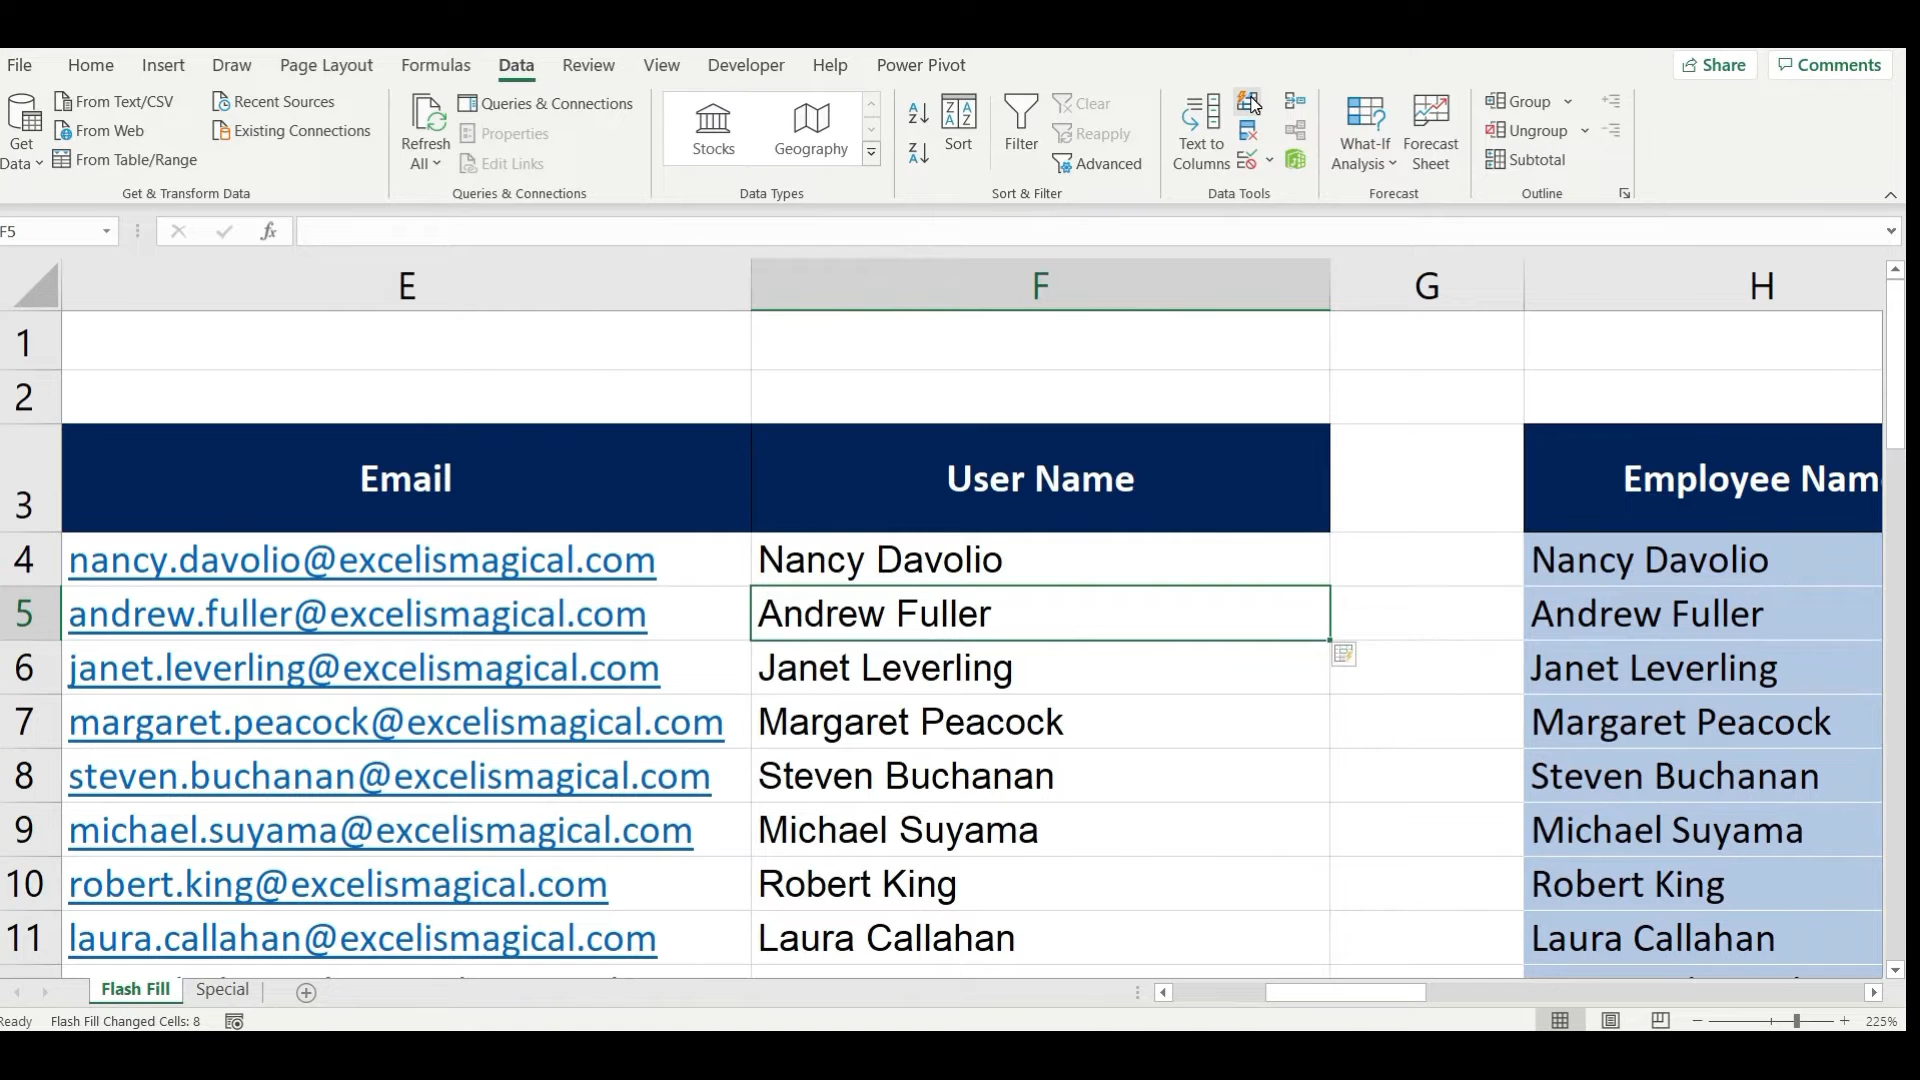 File Home Insert Draw Page Layout Formulas Data Review View Developer Help Power Pivot Share Comments
Get Data From Text/CSV From Web From Table/Range Recent Sources Existing Connections
Get & Transform Data
Refresh All Queries & Connections Properties Edit Links
Queries & Connections
Stocks Geography
Data Types
Sort Filter Clear Reapply Advanced
Sort & Filter
Text to Columns
Data Tools
What-If Analysis Forecast Sheet
Forecast
Group Ungroup Subtotal
Outline
F5 fx
E F G H
1
2
3 Email User Name Employee Nam
4 nancy.davolio@excelismagical.com Nancy Davolio Nancy Davolio
5 andrew.fuller@excelismagical.com Andrew Fuller Andrew Fuller
6 janet.leverling@excelismagical.com Janet Leverling Janet Leverling
7 margaret.peacock@excelismagical.com Margaret Peacock Margaret Peacock
8 steven.buchanan@excelismagical.com Steven Buchanan Steven Buchanan
9 michael.suyama@excelismagical.com Michael Suyama Michael Suyama
10 robert.king@excelismagical.com Robert King Robert King
11 laura.callahan@excelismagical.com Laura Callahan Laura Callahan
Flash Fill Special
Ready Flash Fill Changed Cells: 8 225%